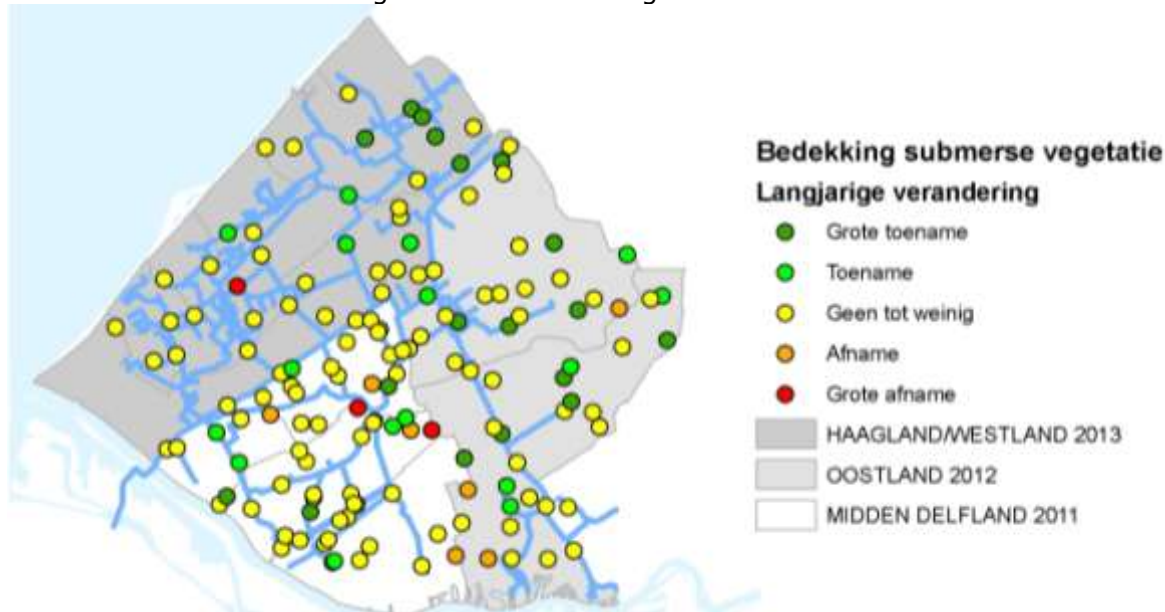 Bedekking submerse vegetatie
Langjarige verandering
Grote toename
Toename
Geen tot weinig
Afname
Grote afname
HAAGLAND/WESTLAND 2013
OOSTLAND 2012
MIDDEN DELFLAND 2011